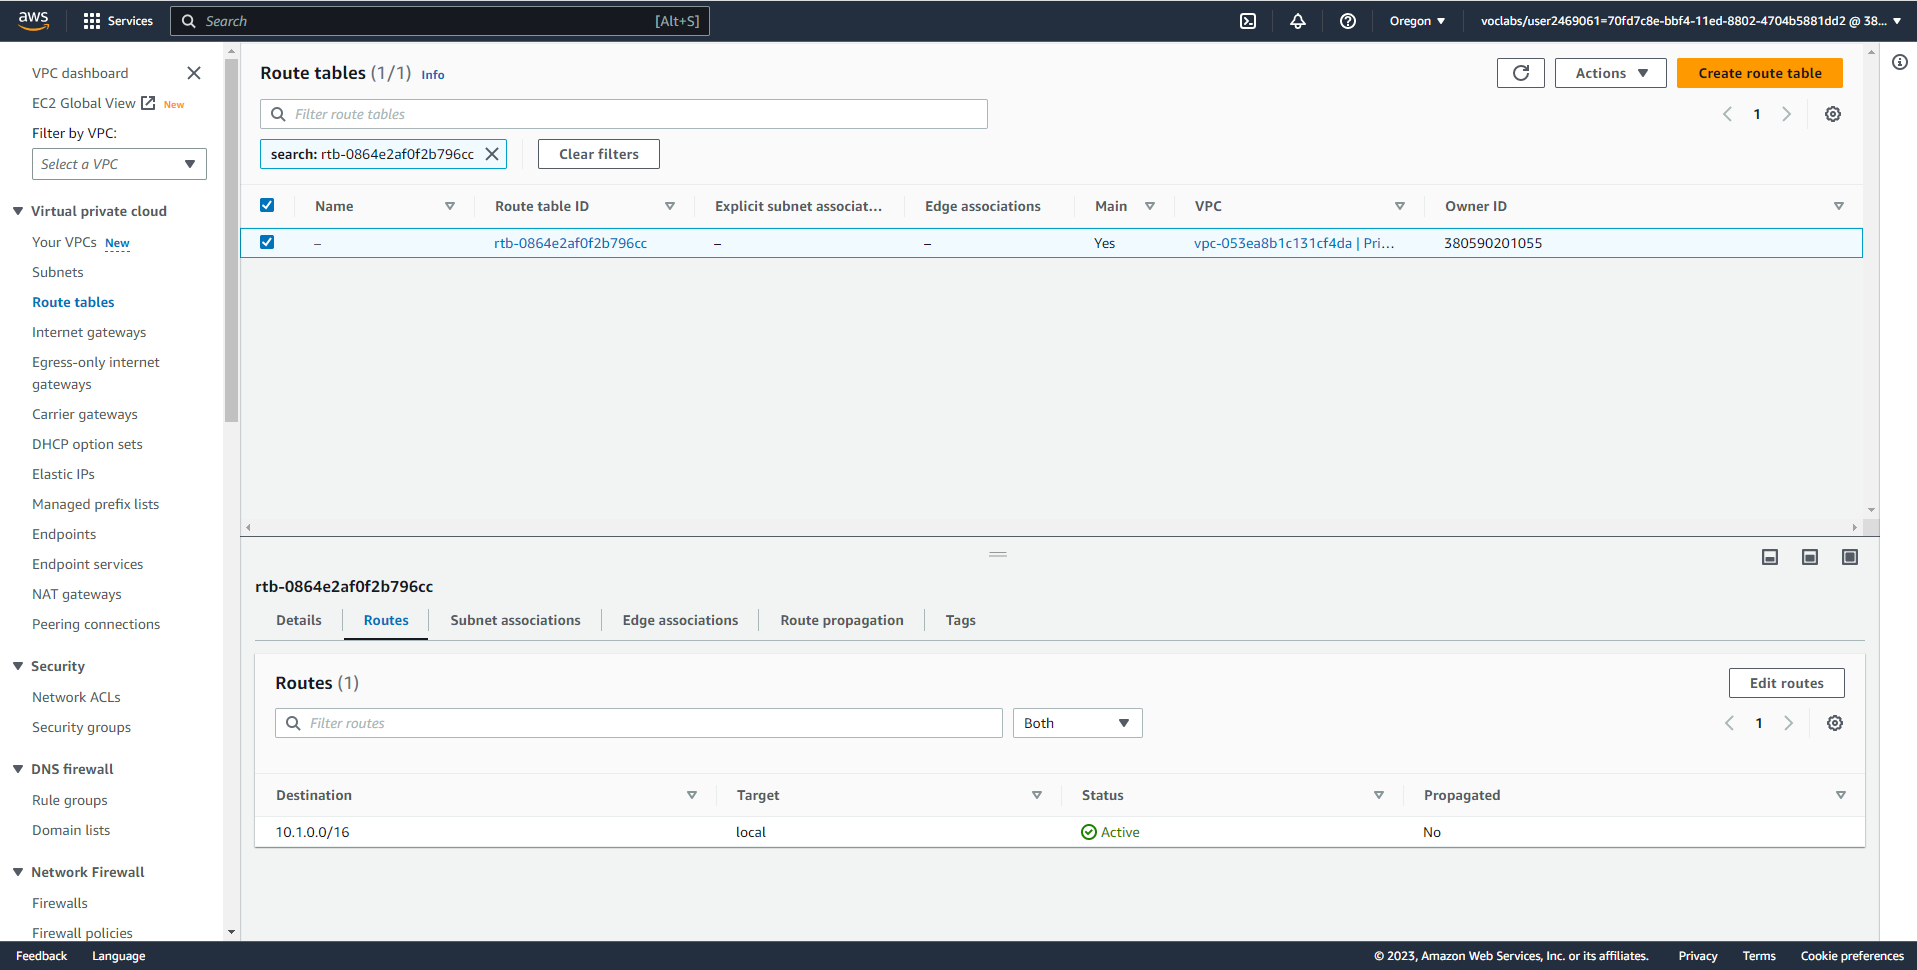 aws
Services
Search
[Alt+S]
Oregon
voclabs/user2469061=70fd7c8e-bbf4-11ed-8802-4704b5881dd2 @ 38...
VPC dashboard
EC2 Global View
New
Filter by VPC:
Select a VPC
Virtual private cloud
Your VPCs New
Subnets
Route tables
Internet gateways
Egress-only internet
gateways
Carrier gateways
DHCP option sets
Elastic IPs
Managed prefix lists
Endpoints
Endpoint services
NAT gateways
Peering connections
Security
Network ACLs
Security groups
DNS firewall
Rule groups
Domain lists
Network Firewall
Firewalls
Firewall policies
Route tables (1/1) Info
Actions
Create route table
Filter route tables
1
search: rtb-0864e2af0f2b796cc
Clear filters
Name Route table ID Explicit subnet associat... Edge associations Main VPC Owner ID
– rtb-0864e2af0f2b796cc – – Yes vpc-053ea8b1c131cf4da | Pri... 380590201055
rtb-0864e2af0f2b796cc
Details Routes Subnet associations Edge associations Route propagation Tags
Routes (1)
Edit routes
Filter routes
Both
1
Destination Target Status Propagated
10.1.0.0/16 local Active No
Feedback Language
© 2023, Amazon Web Services, Inc. or its affiliates. Privacy Terms Cookie preferences